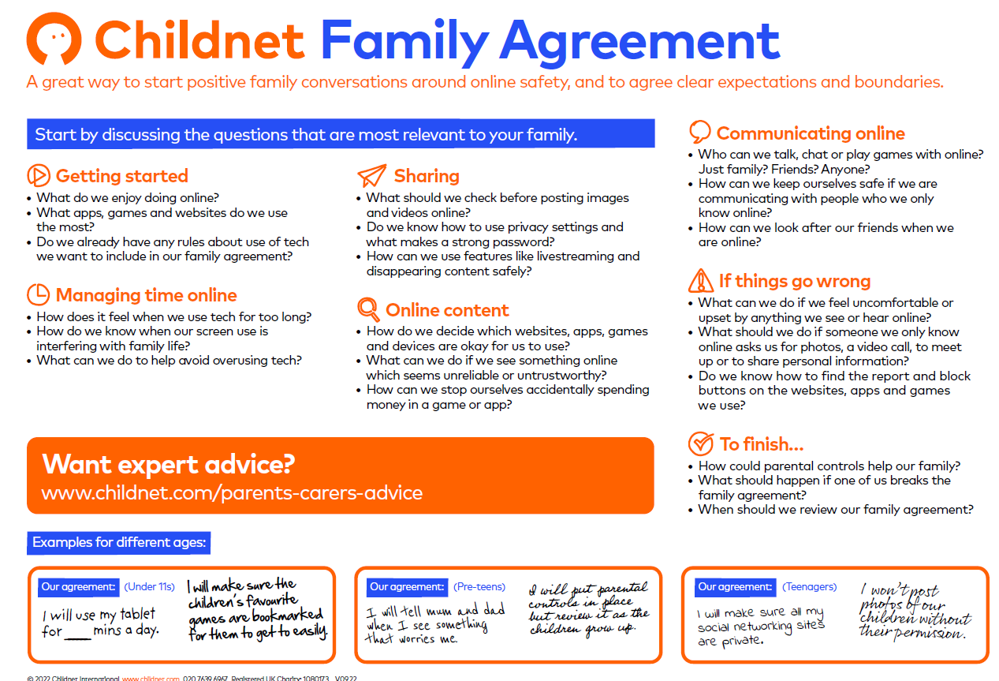 Childnet Family Agreement
A great way to start positive family conversations around online safety, and to agree clear expectations and boundaries.
Start by discussing the questions that are most relevant to your family.
Getting started
• What do we enjoy doing online?
• What apps, games and websites do we use
the most?
• Do we already have any rules about use of tech
we want to include in our family agreement?
Managing time online
• How does it feel when we use tech for too long?
• How do we know when our screen use is
interfering with family life?
• What can we do to help avoid overusing tech?
Sharing
• What should we check before posting images
and videos online?
• Do we know how to use privacy settings and
what makes a strong password?
• How can we use features like livestreaming and
disappearing content safely?
Online content
• How do we decide which websites, apps, games
and devices are okay for us to use?
• What can we do if we see something online
which seems unreliable or untrustworthy?
• How can we stop ourselves accidentally spending
money in a game or app?
Communicating online
• Who can we talk, chat or play games with online?
Just family? Friends? Anyone?
• How can we keep ourselves safe if we are
communicating with people who we only
know online?
• How can we look after our friends when we
are online?
If things go wrong
• What can we do if we feel uncomfortable or
upset by anything we see or hear online?
• What should we do if someone we only know
online asks us for photos, a video call, to meet
up or to share personal information?
• Do we know how to find the report and block
buttons on the websites, apps and games
we use?
To finish...
• How could parental controls help our family?
• What should happen if one of us breaks the
family agreement?
• When should we review our family agreement?
Want expert advice?
www.childnet.com/parents-carers-advice
Examples for different ages:
Our agreement: (Under 11s)
I will use my tablet
for ____ mins a day.
I will make sure the
children's favourite
games are bookmarked
for them to get to easily.
Our agreement: (Pre-teens)
I will tell mum and dad
when I see something
that worries me.
I will put parental
controls in place
but review it as the
children grow up.
Our agreement: (Teenagers)
I will make sure all my
social networking sites
are private.
I won't post
photos of our
children without
their permission.
© 2022 Childnet International www.childnet.com 020 7639 6967 Registered UK Charity: 1080173 V09.22